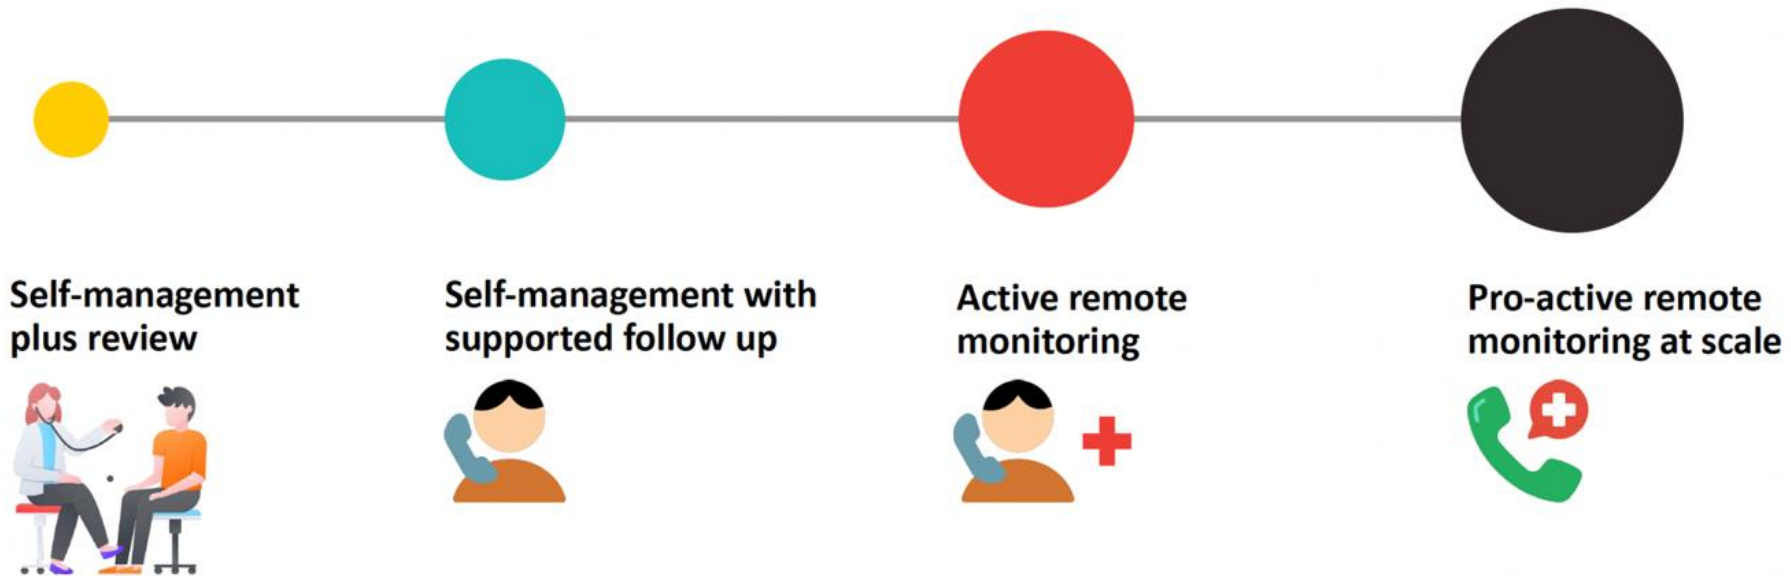 Self-management
plus review
Self-management with
supported follow up
Active remote
monitoring
Pro-active remote
monitoring at scale